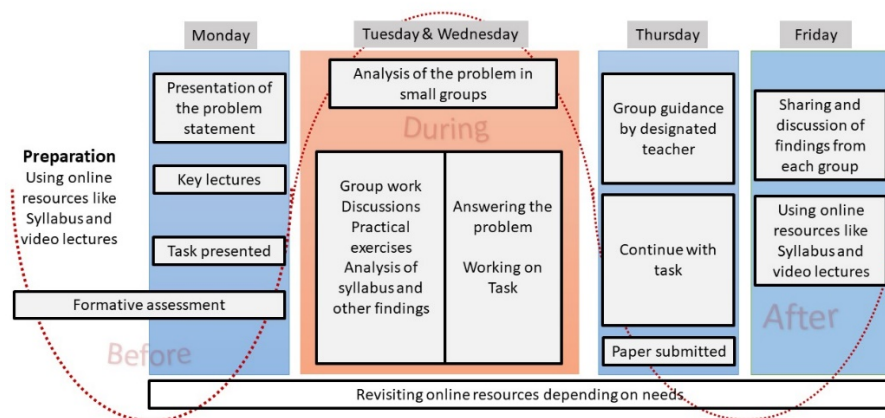 Monday
Tuesday & Wednesday
Thursday
Friday
Preparation
Using online
resources like
Syllabus and
video lectures
Presentation of
the problem
statement
Key lectures
Task presented
Formative assessment
Before
Analysis of the problem in
small groups
During
Group work
Discussions
Practical
exercises
Analysis of
syllabus and
other findings
Answering the
problem
Working on
Task
Group guidance
by designated
teacher
Continue with
task
Paper submitted
Sharing and
discussion of
findings from
each group
Using online
resources like
Syllabus and
video lectures
After
Revisiting online resources depending on needs